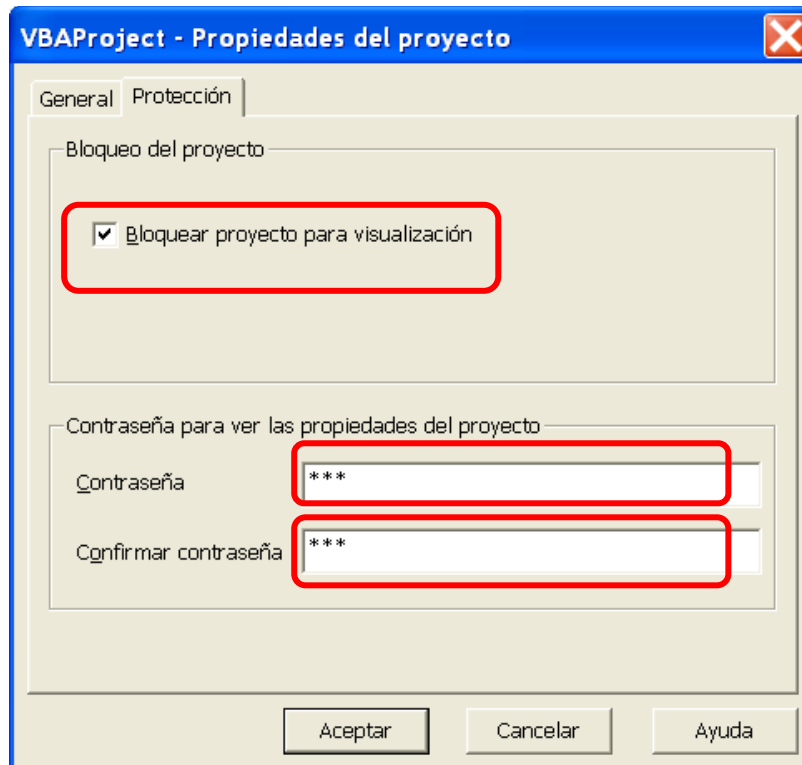 VBAProject - Propiedades del proyecto
General Protección
Bloqueo del proyecto
Bloquear proyecto para visualización
Contraseña para ver las propiedades del proyecto
Contraseña ***
Confirmar contraseña ***
Aceptar Cancelar Ayuda